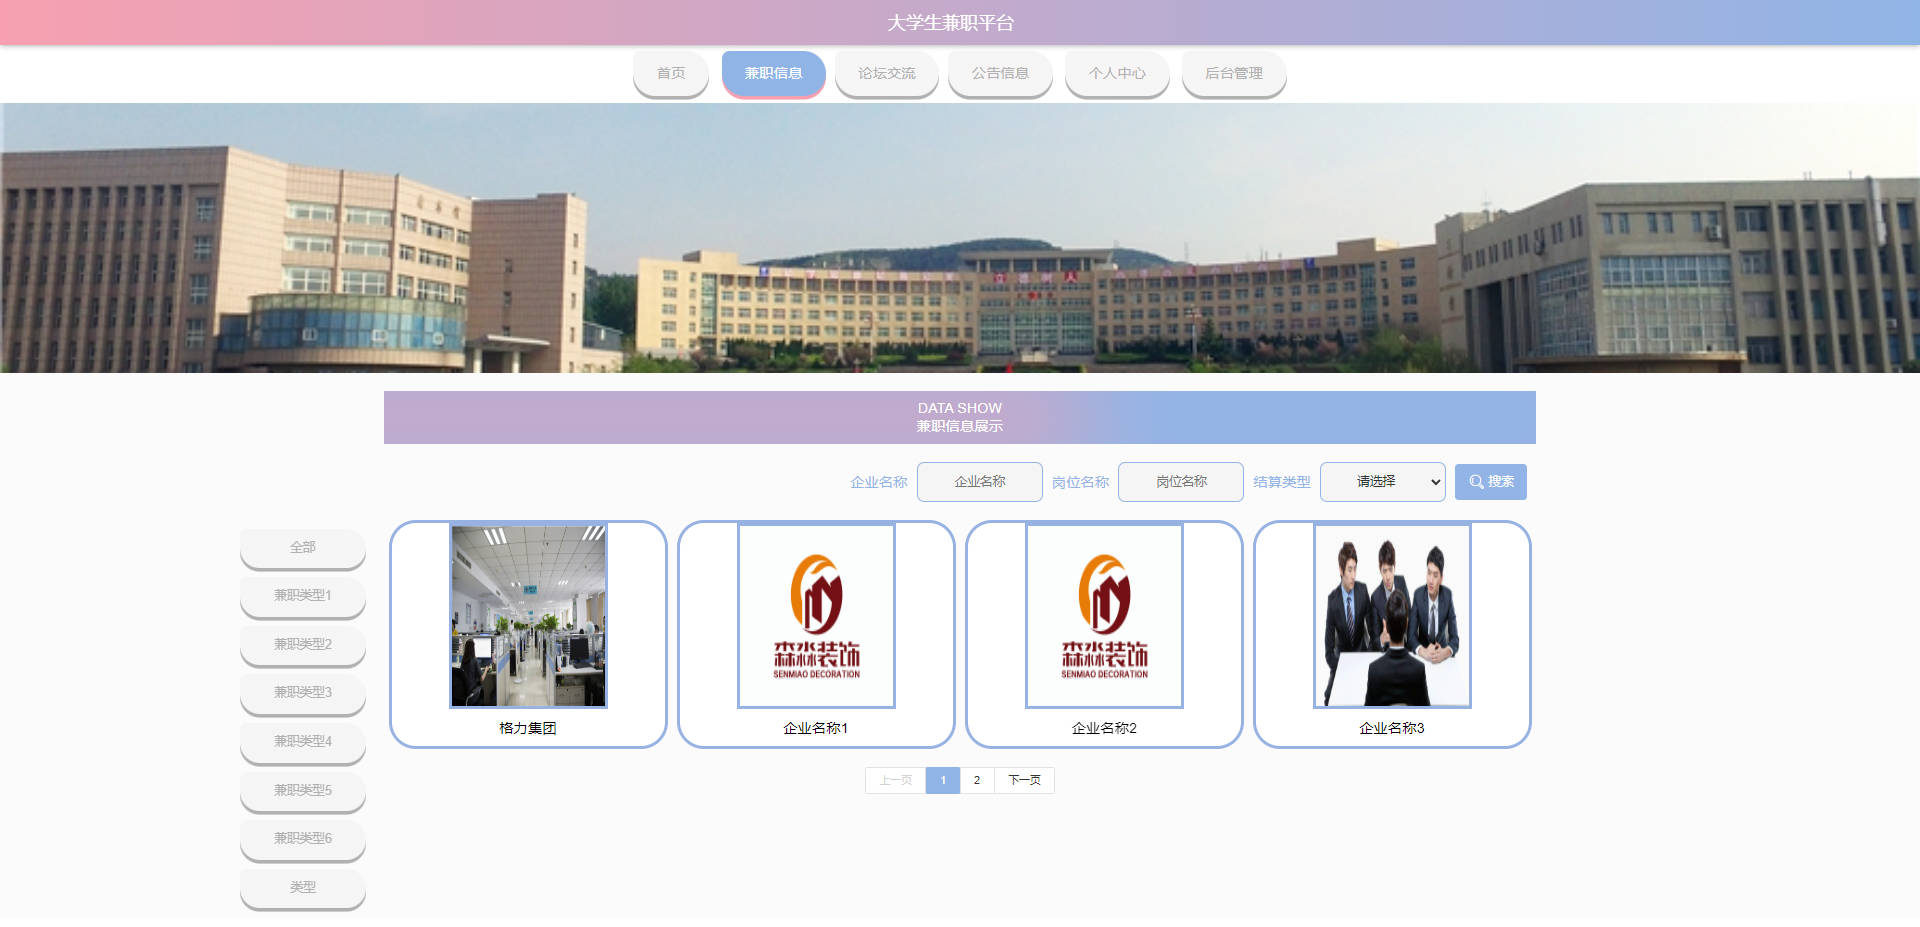 大学生兼职平台
首页 兼职信息 论坛交流 公告信息 个人中心 后台管理
DATA SHOW
兼职信息展示
企业名称 企业名称 岗位名称 岗位名称 结算类型 请选择 搜索
全部
兼职类型1
兼职类型2
兼职类型3
兼职类型4
兼职类型5
兼职类型6
类型
森淼装饰
SENMIAO DECORATION
森淼装饰
SENMIAO DECORATION
格力集团 企业名称1 企业名称2 企业名称3
上一页 1 2 下一页